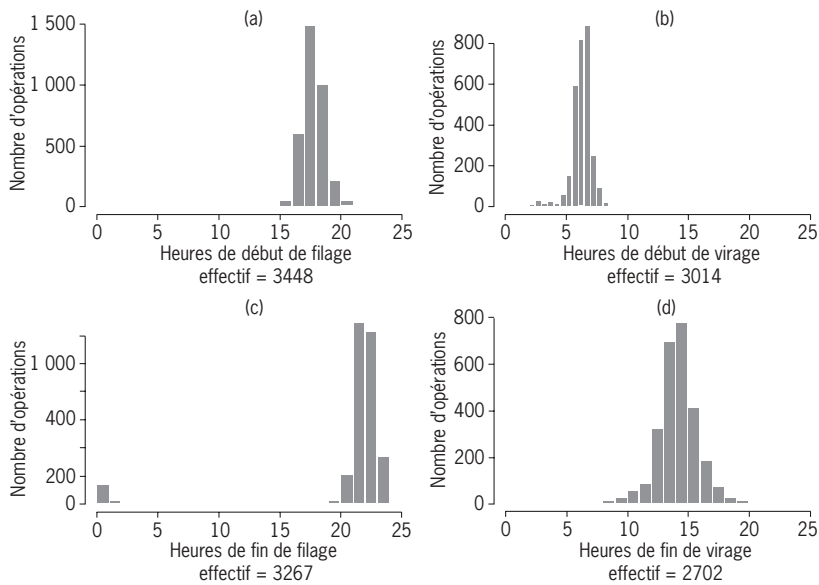 (a)
Nombre d'opérations
1 500
1 000
500
0
0 5 10 15 20 25
Heures de début de filage
effectif = 3448
(b)
Nombre d'opérations
800
600
400
200
0
0 5 10 15 20 25
Heures de début de virage
effectif = 3014
(c)
Nombre d'opérations
1 000
400
200
0
0 5 10 15 20 25
Heures de fin de filage
effectif = 3267
(d)
Nombre d'opérations
800
600
400
200
0
0 5 10 15 20 25
Heures de fin de virage
effectif = 2702